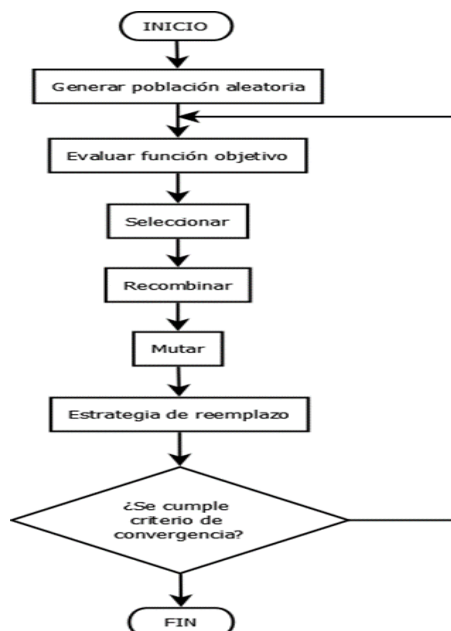 INICIO
Generar población aleatoria
Evaluar función objetivo
Seleccionar
Recombinar
Mutar
Estrategia de reemplazo
¿Se cumple
criterio de
convergencia?
FIN